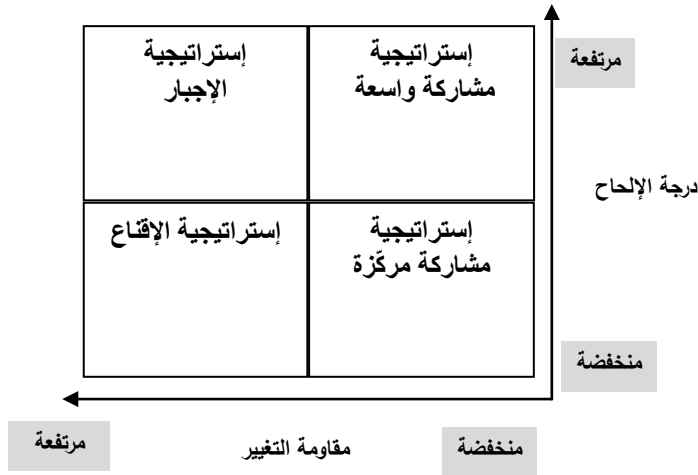 إستراتيجية
مشاركة واسعة
إستراتيجية
الإجبار
مرتفعة
درجة الإلحاح
إستراتيجية
مشاركة مركّزة
إستراتيجية الإقناع
منخفضة
منخفضة
مقاومة التغيير
مرتفعة